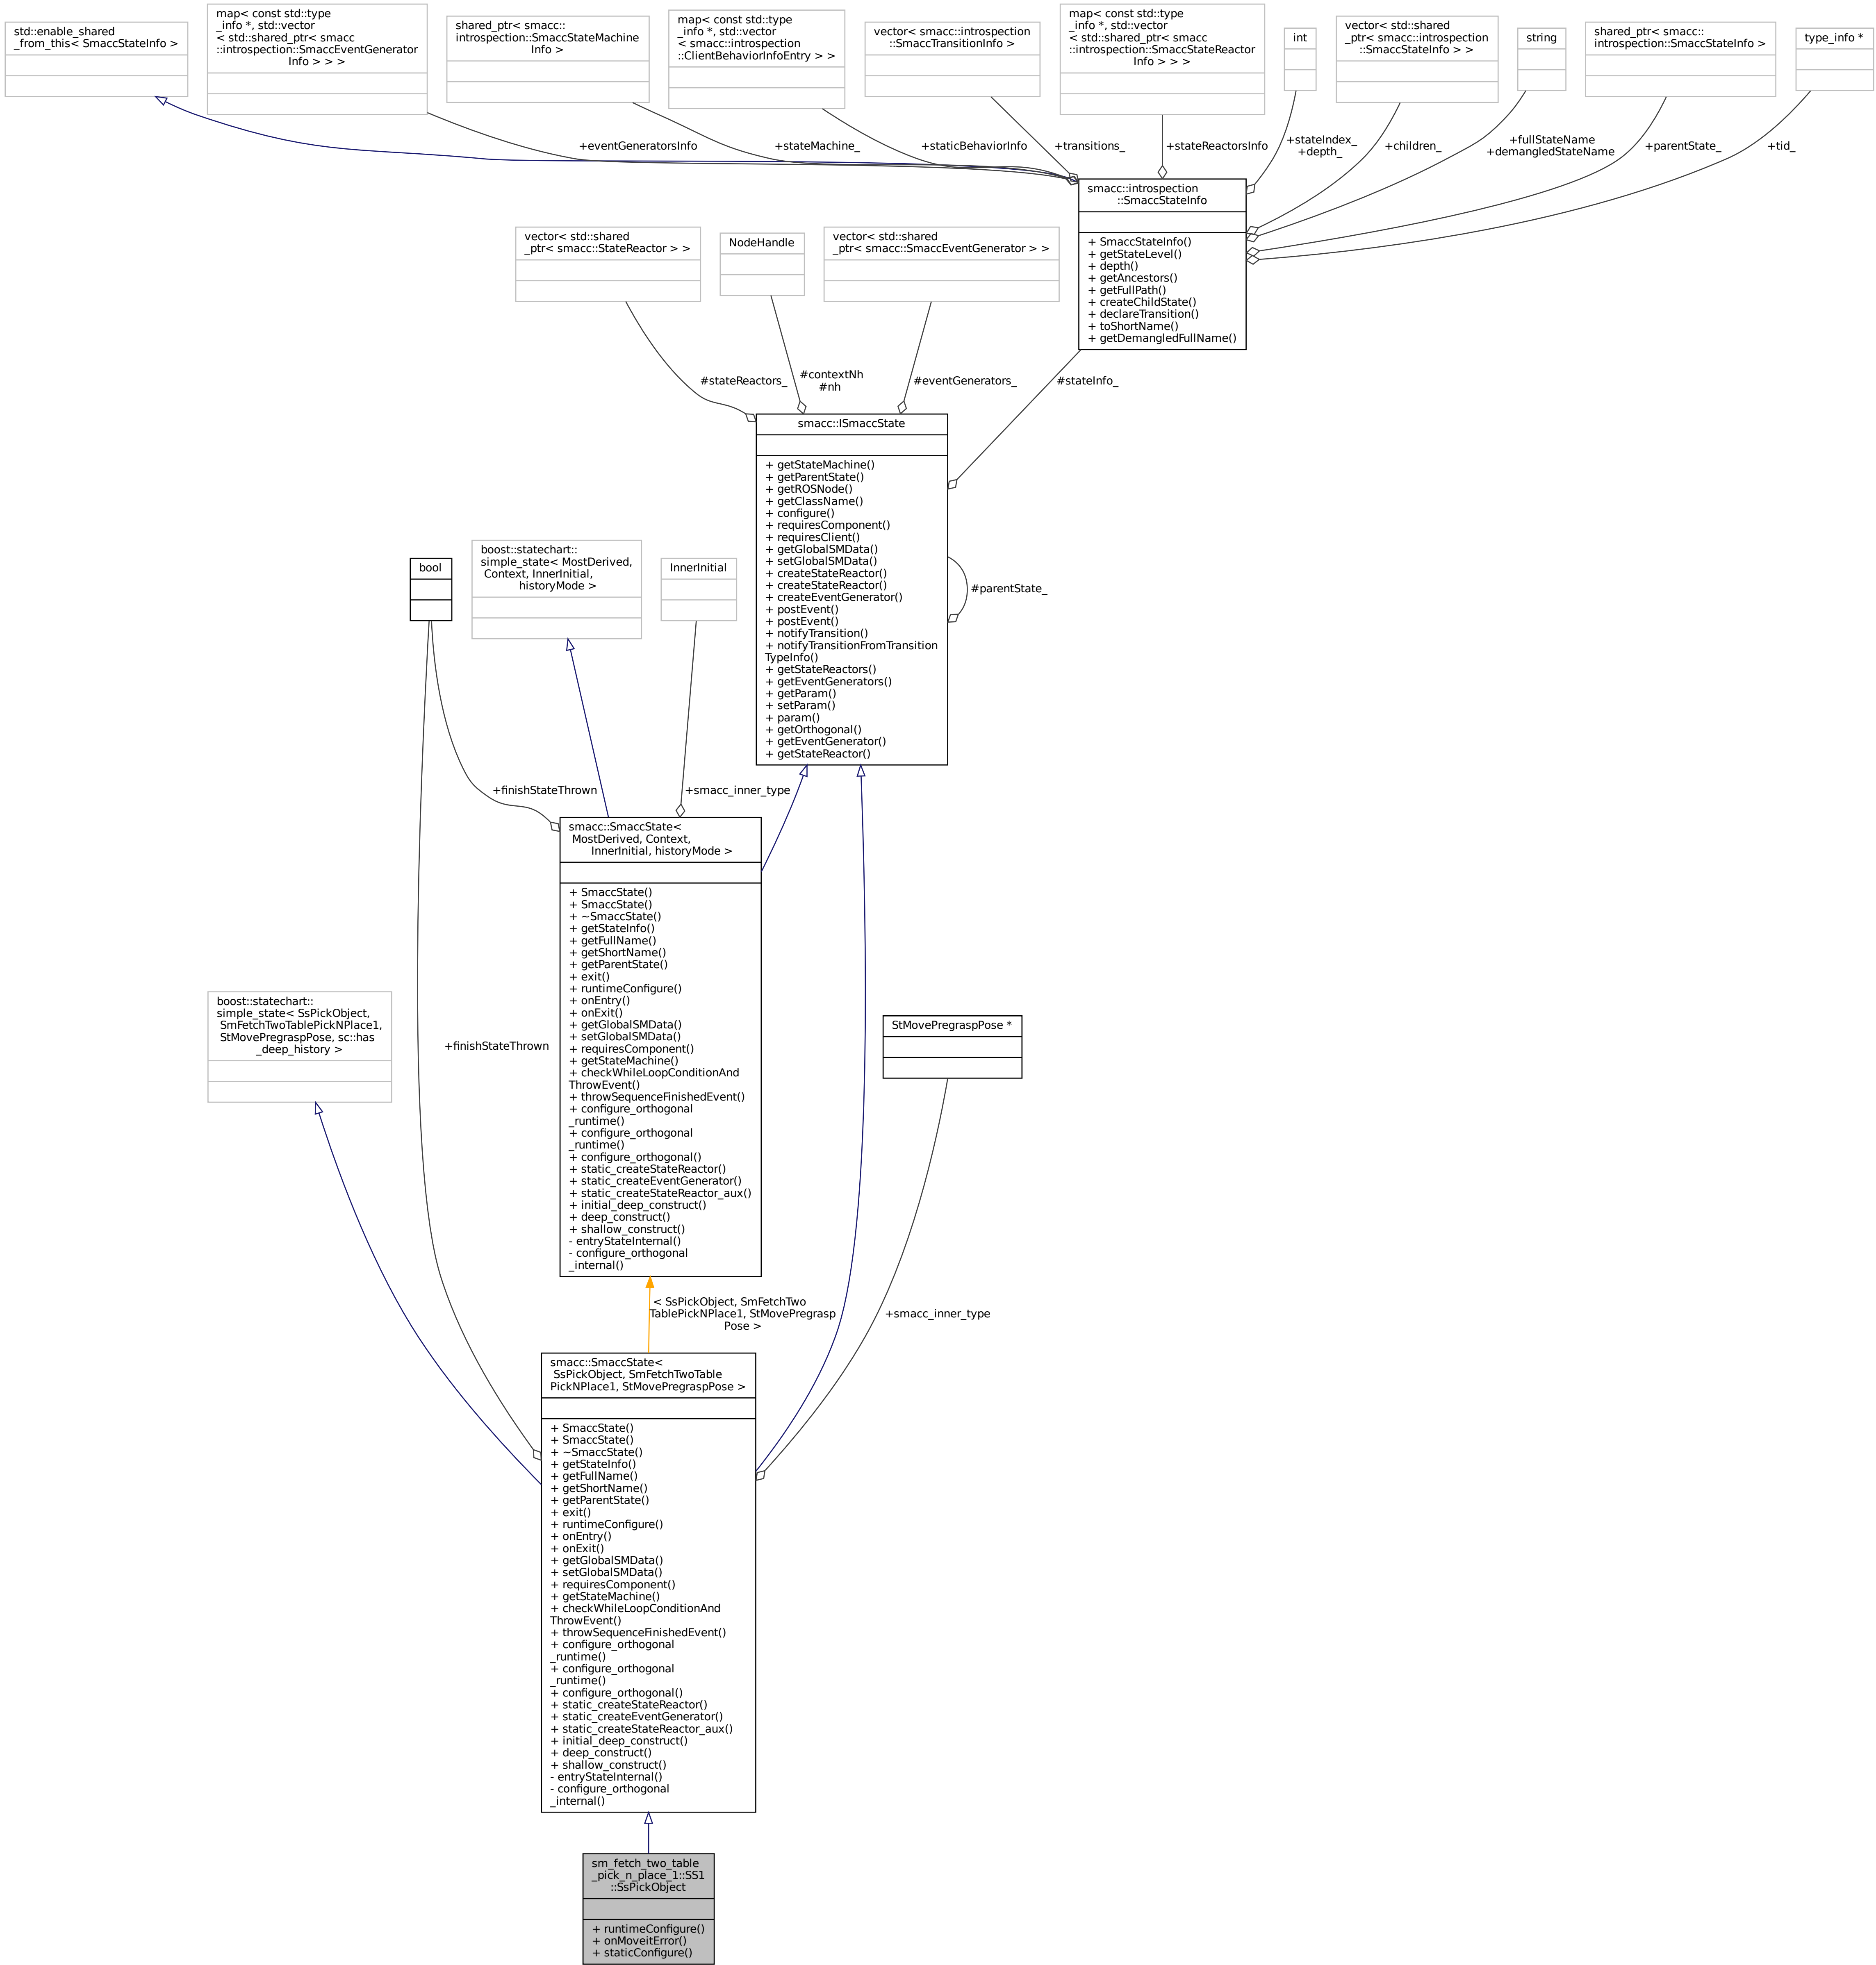 std::enable_shared
_from_this< SmaccStateInfo >
map< const std::type
_info *, std::vector
< std::shared_ptr< smacc
::introspection::SmaccEventGenerator
Info > > >
shared_ptr< smacc::
introspection::SmaccStateMachine
Info >
map< const std::type
_info *, std::vector
< smacc::introspection
::ClientBehaviorInfoEntry > >
vector< smacc::introspection
::SmaccTransitionInfo >
map< const std::type
_info *, std::vector
< std::shared_ptr< smacc
::introspection::SmaccStateReactor
Info > > >
int
vector< std::shared
_ptr< smacc::introspection
::SmaccStateInfo > >
string
shared_ptr< smacc::
introspection::SmaccStateInfo >
type_info *
+eventGeneratorsInfo
+stateMachine_
+staticBehaviorInfo
+transitions_
+stateReactorsInfo
+stateIndex_
+depth_
+children_
+fullStateName
+demangledStateName
+parentState_
+tid_
smacc::introspection
::SmaccStateInfo
+ SmaccStateInfo()
+ getStateLevel()
+ depth()
+ getAncestors()
+ getFullPath()
+ createChildState()
+ declareTransition()
+ toShortName()
+ getDemangledFullName()
vector< std::shared
_ptr< smacc::StateReactor > >
NodeHandle
vector< std::shared
_ptr< smacc::SmaccEventGenerator > >
#stateReactors_
#contextNh
#nh
#eventGenerators_
#stateInfo_
smacc::ISmaccState
+ getStateMachine()
+ getParentState()
+ getROSNode()
+ getClassName()
+ configure()
+ requiresComponent()
+ requiresClient()
+ getGlobalSMData()
+ setGlobalSMData()
+ createStateReactor()
+ createStateReactor()
+ createEventGenerator()
+ postEvent()
+ postEvent()
+ notifyTransition()
+ notifyTransitionFromTransition
TypeInfo()
+ getStateReactors()
+ getEventGenerators()
+ getParam()
+ setParam()
+ param()
+ getOrthogonal()
+ getEventGenerator()
+ getStateReactor()
#parentState_
bool
boost::statechart::
simple_state< MostDerived,
Context, InnerInitial,
historyMode >
InnerInitial
+finishStateThrown
+smacc_inner_type
smacc::SmaccState<
MostDerived, Context,
InnerInitial, historyMode >
+ SmaccState()
+ SmaccState()
+ ~SmaccState()
+ getStateInfo()
+ getFullName()
+ getShortName()
+ getParentState()
+ exit()
+ runtimeConfigure()
+ onEntry()
+ onExit()
+ getGlobalSMData()
+ setGlobalSMData()
+ requiresComponent()
+ getStateMachine()
+ checkWhileLoopConditionAnd
ThrowEvent()
+ throwSequenceFinishedEvent()
+ configure_orthogonal
_runtime()
+ configure_orthogonal
_runtime()
+ configure_orthogonal()
+ static_createStateReactor()
+ static_createEventGenerator()
+ static_createStateReactor_aux()
+ initial_deep_construct()
+ deep_construct()
+ shallow_construct()
- entryStateInternal()
- configure_orthogonal
_internal()
boost::statechart::
simple_state< SsPickObject,
SmFetchTwoTablePickNPlace1,
StMovePregraspPose, sc::has
_deep_history >
+finishStateThrown
StMovePregraspPose *
< SsPickObject, SmFetchTwo
TablePickNPlace1, StMovePregrasp
Pose >
+smacc_inner_type
smacc::SmaccState<
SsPickObject, SmFetchTwoTable
PickNPlace1, StMovePregraspPose >
+ SmaccState()
+ SmaccState()
+ ~SmaccState()
+ getStateInfo()
+ getFullName()
+ getShortName()
+ getParentState()
+ exit()
+ runtimeConfigure()
+ onEntry()
+ onExit()
+ getGlobalSMData()
+ setGlobalSMData()
+ requiresComponent()
+ getStateMachine()
+ checkWhileLoopConditionAnd
ThrowEvent()
+ throwSequenceFinishedEvent()
+ configure_orthogonal
_runtime()
+ configure_orthogonal
_runtime()
+ configure_orthogonal()
+ static_createStateReactor()
+ static_createEventGenerator()
+ static_createStateReactor_aux()
+ initial_deep_construct()
+ deep_construct()
+ shallow_construct()
- entryStateInternal()
- configure_orthogonal
_internal()
sm_fetch_two_table
_pick_n_place_1::SS1
::SsPickObject
+ runtimeConfigure()
+ onMoveitError()
+ staticConfigure()